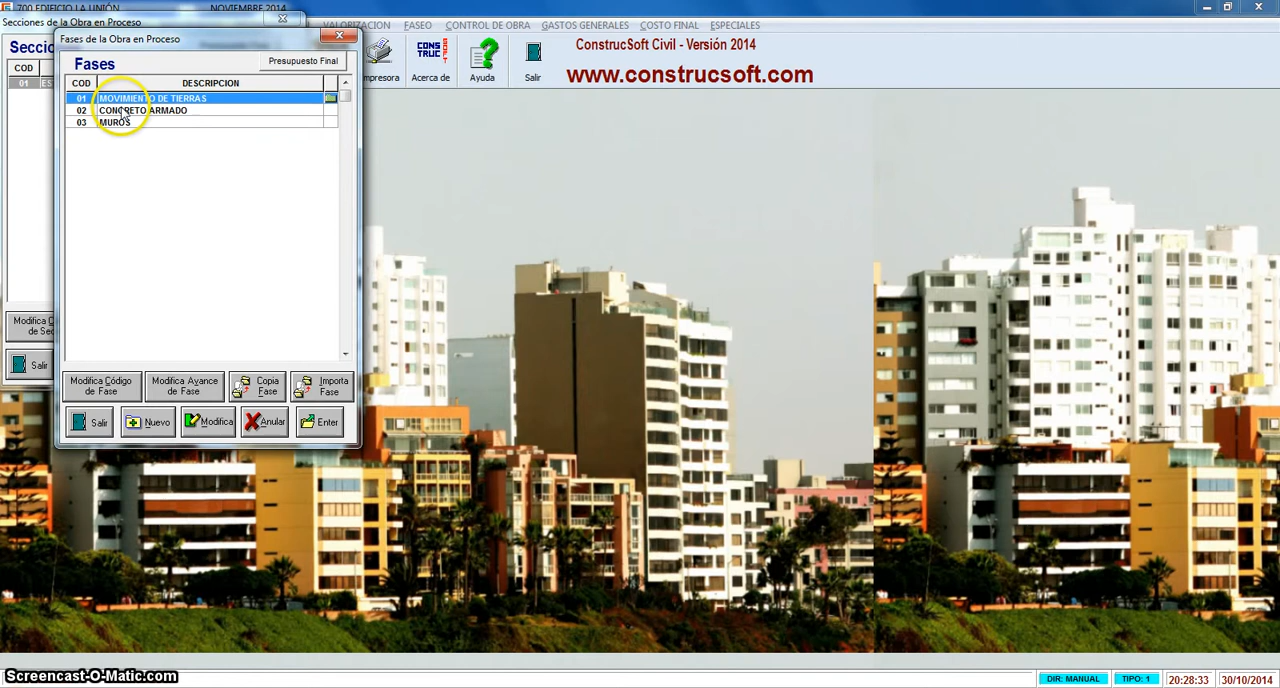 700 EDIFICIO LA UNIÓN NOVIEMBRE 2014
Secciones de la Obra en Proceso
VALORIZACION FASEO CONTROL DE OBRA GASTOS GENERALES COSTO FINAL ESPECIALES
Fases de la Obra en Proceso
Fases
Presupuesto Final
COD
01
COD DESCRIPCION
01 MOVIMIENTO DE TIERRAS
02 CONCRETO ARMADO
03 MUROS
CONS
TRUC
Acerca de
Ayuda
Salir
ConstrucSoft Civil - Versión 2014
www.construcsoft.com
Modifica
Salir
Modifica Código de Fase
Modifica Avance de Fase
Copia Fase
Importa Fase
Salir
Nuevo
Modifica
Anular
Enter
Screencast-O-Matic.com
DIR: MANUAL TIPO: 1 20:28:33 30/10/2014